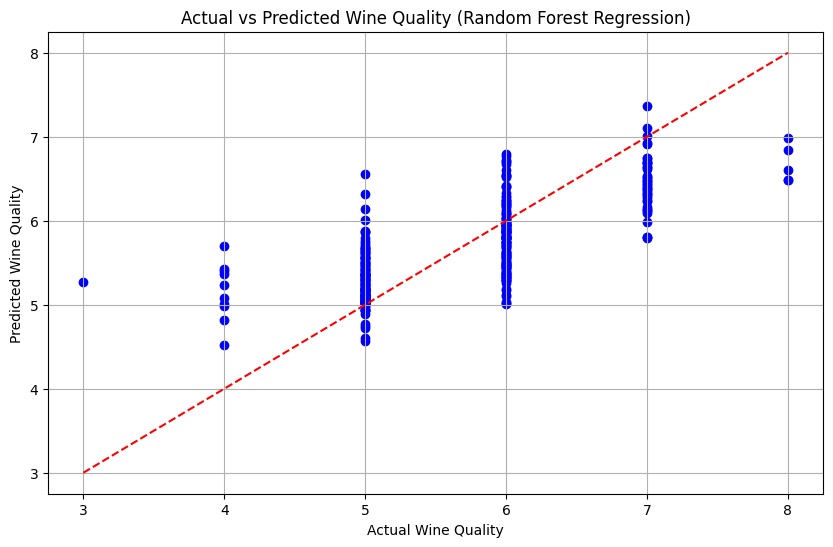 Actual vs Predicted Wine Quality (Random Forest Regression)
Predicted Wine Quality
8
7
6
5
4
3
3 4 5 6 7 8
Actual Wine Quality